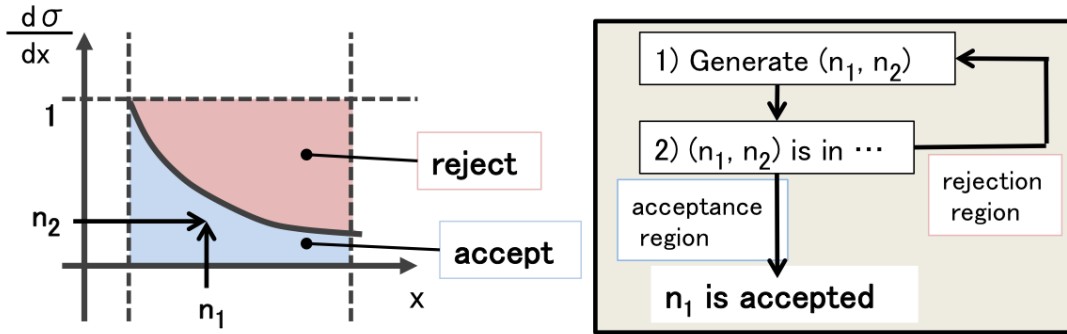 dσ
dx
1
reject
n₂
accept
x
n₁
1) Generate (n₁, n₂)
2) (n₁, n₂) is in ⋯
rejection
region
acceptance
region
n₁ is accepted